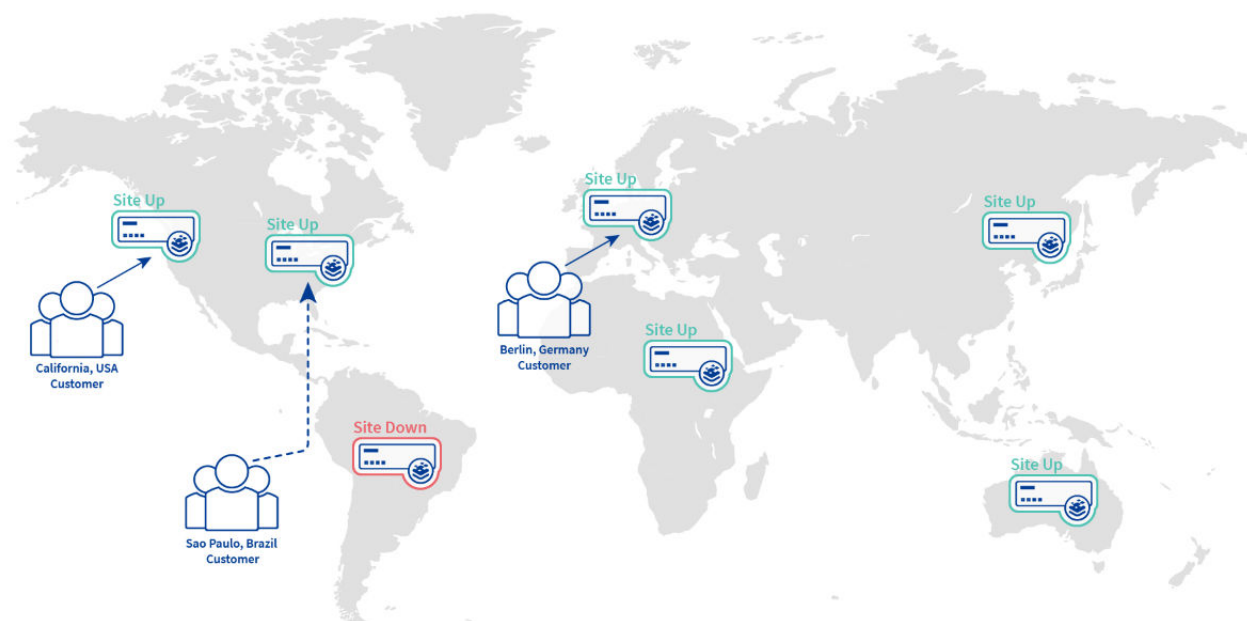 Site Up
Site Up
Site Up
Site Up
California, USA
Customer
Berlin, Germany
Customer
Site Up
Site Down
Site Up
Sao Paulo, Brazil
Customer